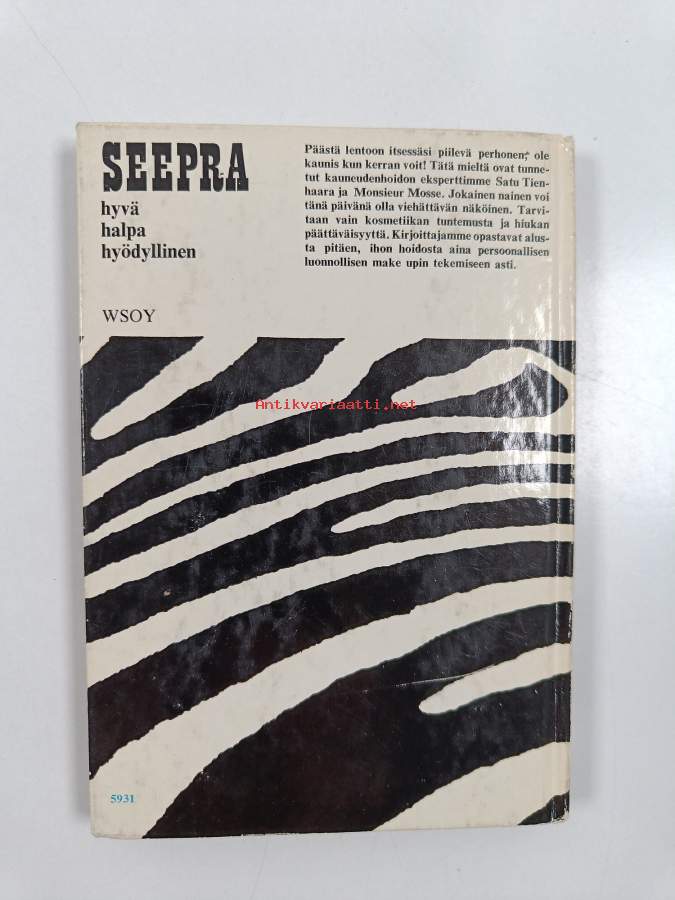 SEEPRA
hyvä
halpa
hyödyllinen
WSOY
Päästä lentoon itsessäsi piilevä perhonen, ole
kaunis kun kerran voit! Tätä mieltä ovat tunne-
tut kauneudenhoidon eksperttimme Satu Tien-
haara ja Monsieur Mosse. Jokainen nainen voi
tänä päivänä olla viehättävän näköinen. Tarvi-
taan vain kosmetiikan tuntemusta ja hiukan
päättäväisyyttä. Kirjoittajamme opastavat alus-
ta pitäen, ihon hoidosta aina persoonallisen
luonnollisen make upin tekemiseen asti.
Antikvariaatti.net
5931